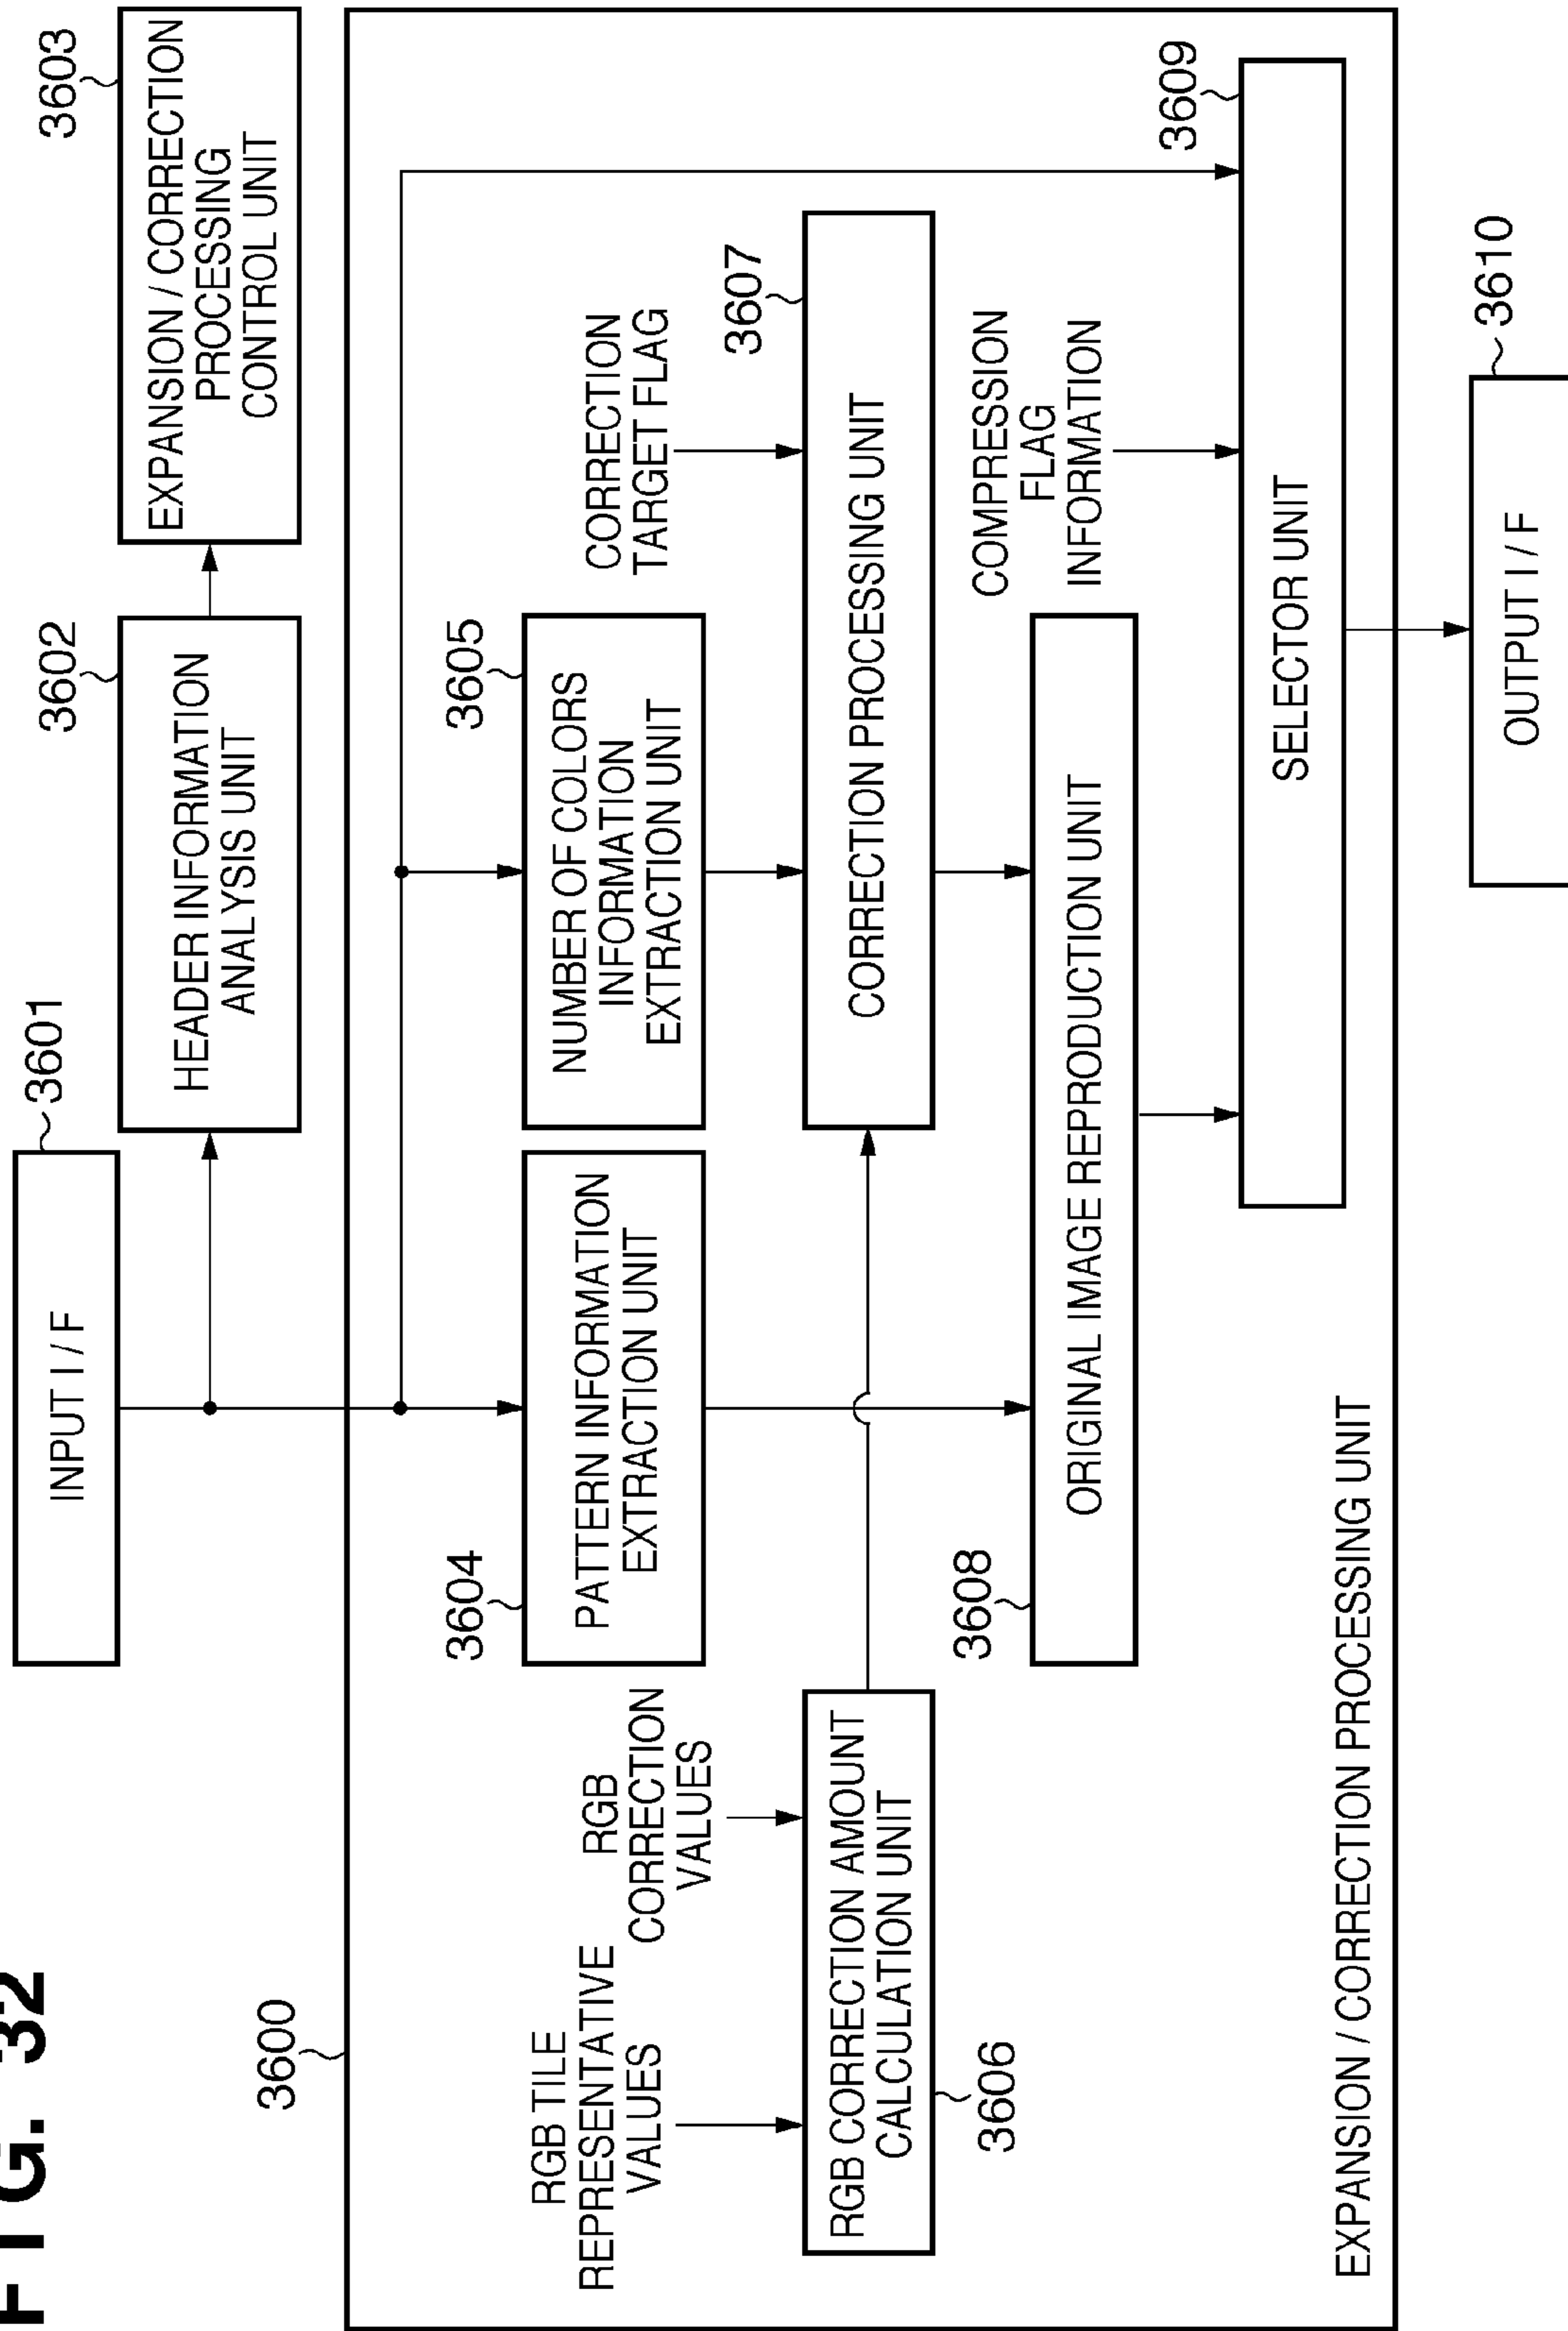 FIG. 32
INPUT I / F
3601
HEADER INFORMATION
ANALYSIS UNIT
3602
EXPANSION / CORRECTION
PROCESSING
CONTROL UNIT
3603
3600
3604
PATTERN INFORMATION
EXTRACTION UNIT
3605
NUMBER OF COLORS
INFORMATION
EXTRACTION UNIT
RGB TILE
REPRESENTATIVE
VALUES
RGB
CORRECTION
VALUES
CORRECTION
TARGET FLAG
RGB CORRECTION AMOUNT
CALCULATION UNIT
3606
CORRECTION PROCESSING UNIT
3607
3608
ORIGINAL IMAGE REPRODUCTION UNIT
COMPRESSION
FLAG
INFORMATION
3609
SELECTOR UNIT
EXPANSION / CORRECTION PROCESSING UNIT
OUTPUT I / F
3610